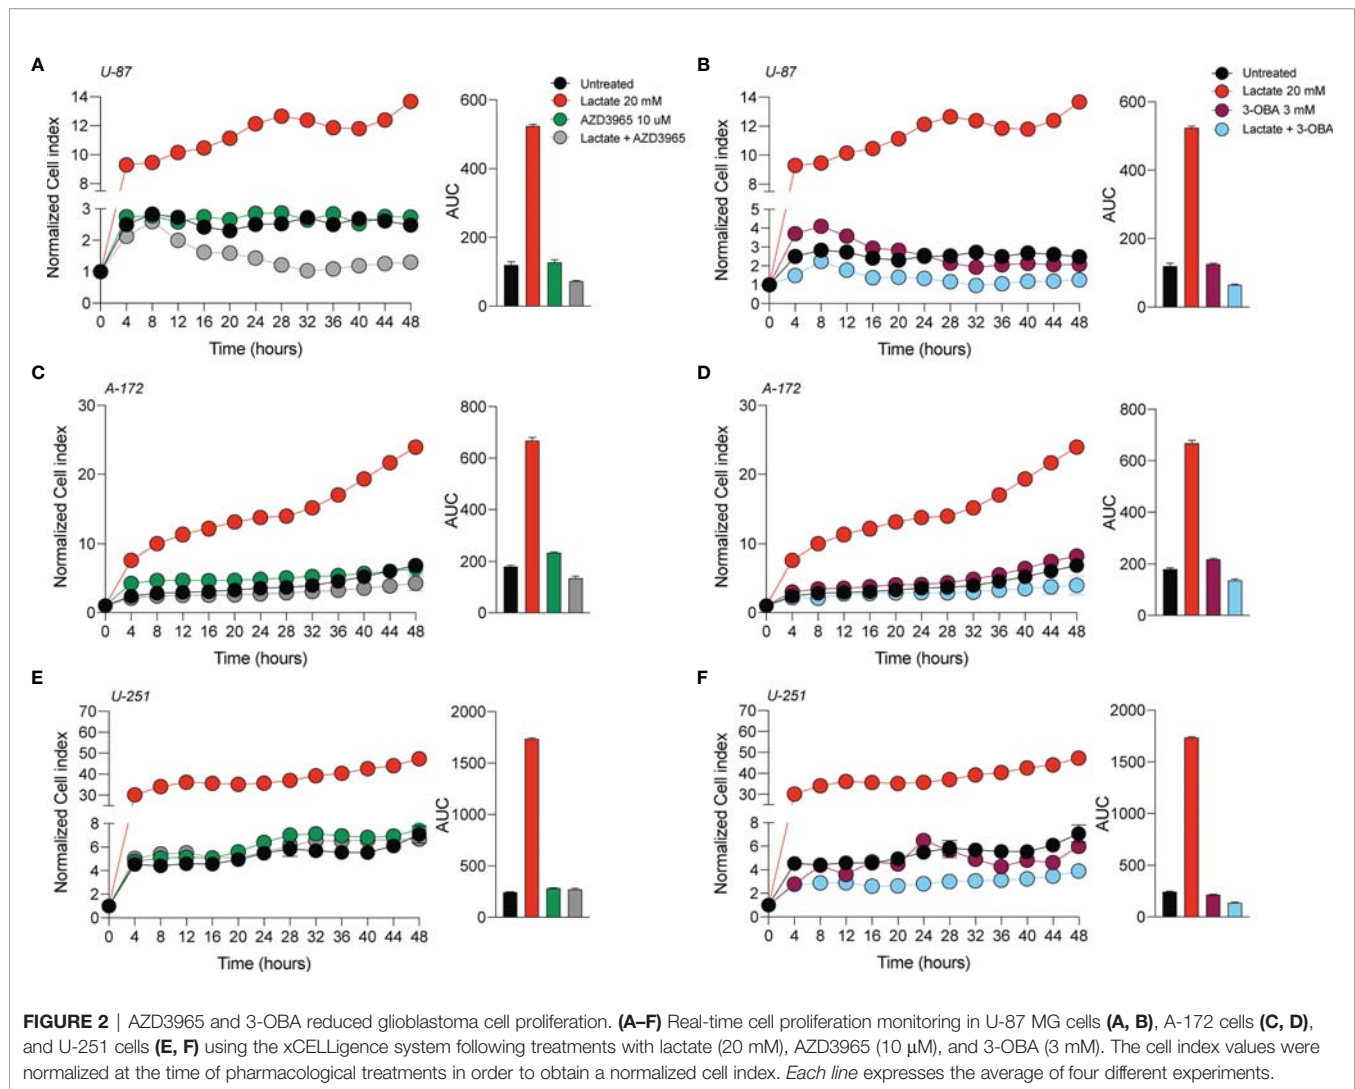 A
U-87
Normalized Cell index
14
12
10
8
3
2
1
0
0 4 8 12 16 20 24 28 32 36 40 44 48
Time (hours)
Untreated
Lactate 20 mM
AZD3965 10 uM
Lactate + AZD3965
AUC
600
400
200
0
B
U-87
Normalized Cell index
14
12
10
8
5
4
3
2
1
0
0 4 8 12 16 20 24 28 32 36 40 44 48
Time (hours)
Untreated
Lactate 20 mM
3-OBA 3 mM
Lactate + 3-OBA
AUC
600
400
200
0
C
A-172
Normalized Cell index
30
20
10
0
0 4 8 12 16 20 24 28 32 36 40 44 48
Time (hours)
AUC
800
600
400
200
0
D
A-172
Normalized Cell index
30
20
10
0
0 4 8 12 16 20 24 28 32 36 40 44 48
Time (hours)
AUC
800
600
400
200
0
E
U-251
Normalized Cell index
70
60
50
40
30
8
6
4
2
0
0 4 8 12 16 20 24 28 32 36 40 44 48
Time (hours)
AUC
2000
1500
1000
500
0
F
U-251
Normalized Cell index
70
60
50
40
30
8
6
4
2
0
0 4 8 12 16 20 24 28 32 36 40 44 48
Time (hours)
AUC
2000
1500
1000
500
0
FIGURE 2 | AZD3965 and 3-OBA reduced glioblastoma cell proliferation. (A–F) Real-time cell proliferation monitoring in U-87 MG cells (A, B), A-172 cells (C, D),
and U-251 cells (E, F) using the xCELLigence system following treatments with lactate (20 mM), AZD3965 (10 μM), and 3-OBA (3 mM). The cell index values were
normalized at the time of pharmacological treatments in order to obtain a normalized cell index. Each line expresses the average of four different experiments.